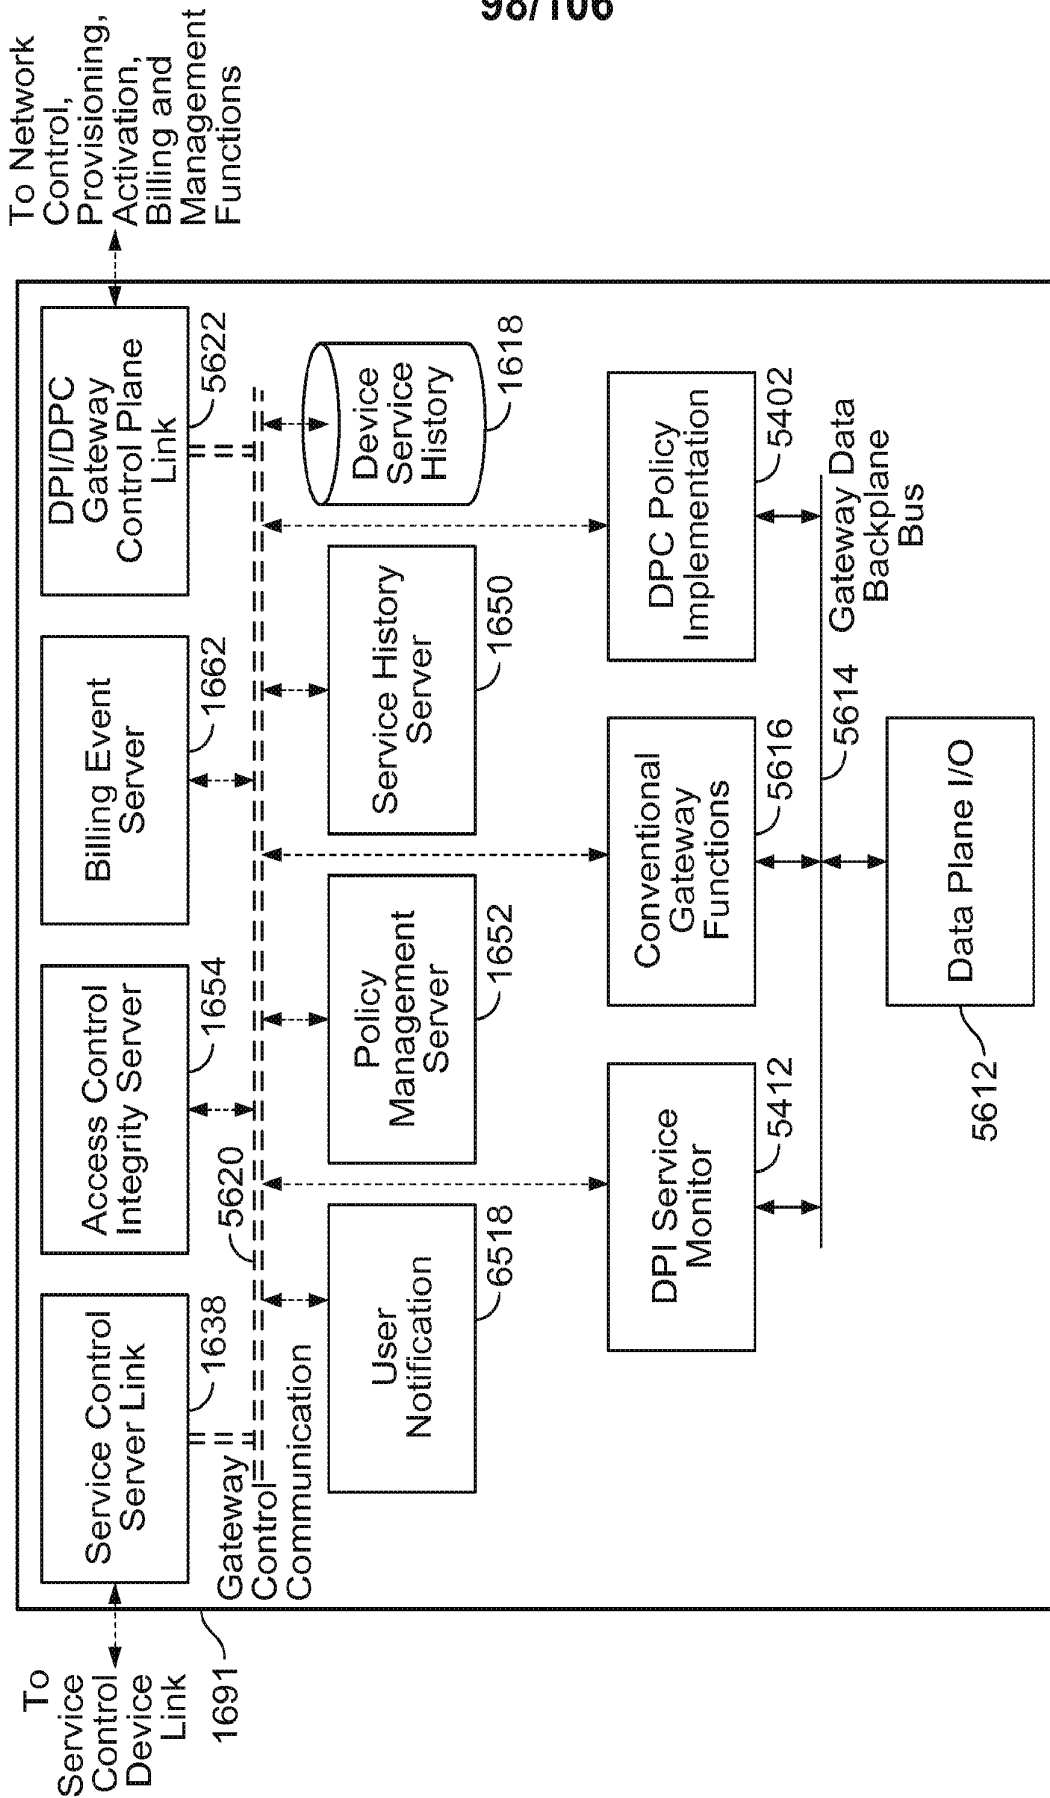 98/106
To
Service
Control
Device
Link
1691
Service Control
Server Link
1638
Access Control
Integrity Server
1654
Billing Event
Server
1662
DPI/DPC
Gateway
Control Plane
Link
5622
To Network
Control,
Provisioning,
Activation,
Billing and
Management
Functions
Gateway
Control
Communication
5620
User
Notification
6518
Policy
Management
Server
1652
Service History
Server
1650
Device
Service
History
1618
DPI Service
Monitor
5412
Conventional
Gateway
Functions
5616
DPC Policy
Implementation
5402
5614
Gateway Data
Backplane
Bus
Data Plane I/O
5612